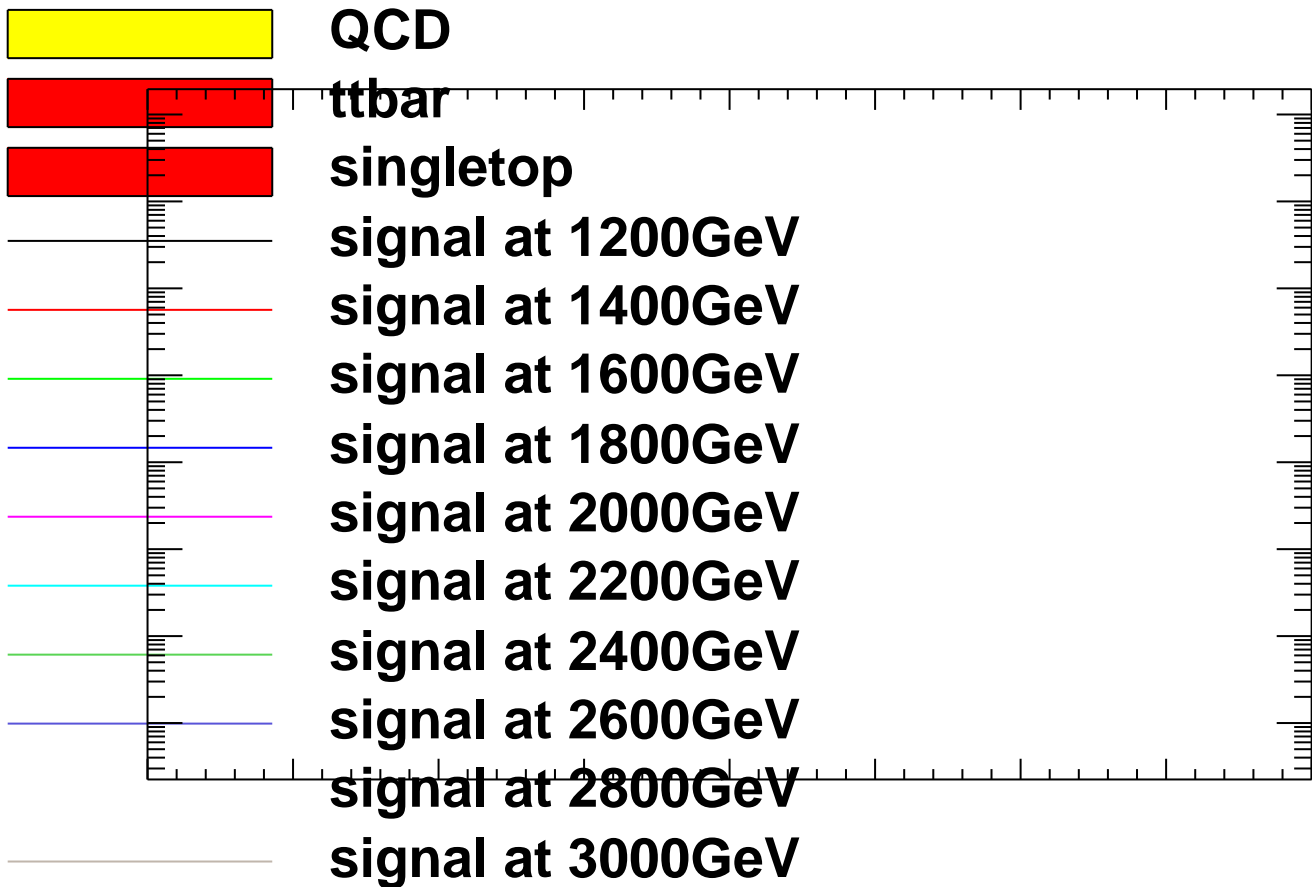 QCD
ttbar
singletop
signal at 1200GeV
signal at 1400GeV
signal at 1600GeV
signal at 1800GeV
signal at 2000GeV
signal at 2200GeV
signal at 2400GeV
signal at 2600GeV
signal at 2800GeV
signal at 3000GeV